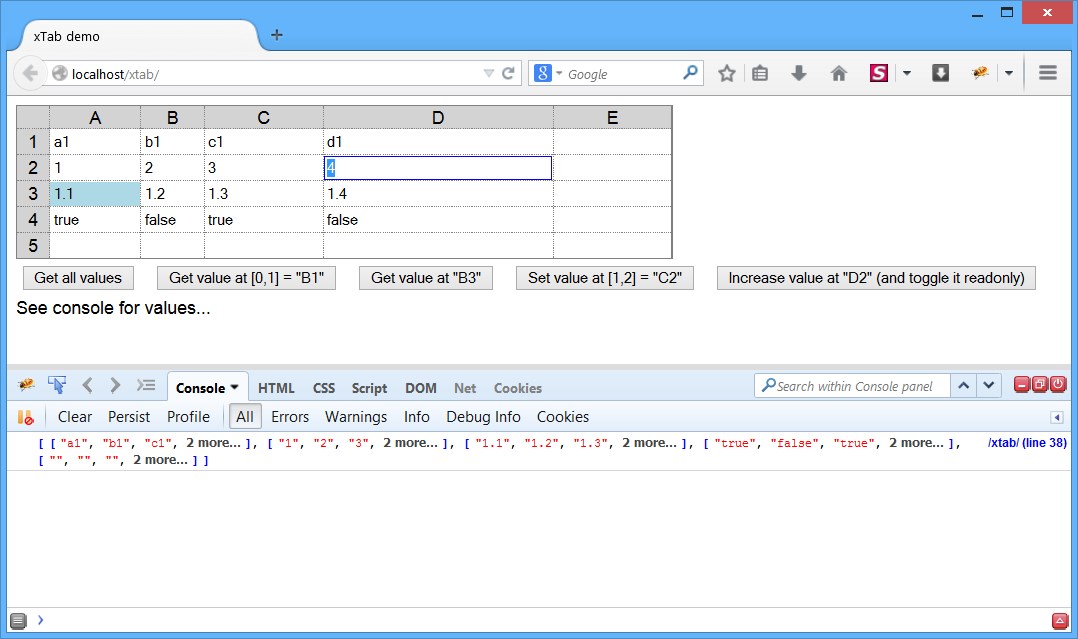 xTab demo
localhost/xtab/
8 Google
A B C D E
1 a1 b1 c1 d1
2 1 2 3 4
3 1.1 1.2 1.3 1.4
4 true false true false
5
Get all values Get value at [0,1] = "B1" Get value at "B3" Set value at [1,2] = "C2" Increase value at "D2" (and toggle it readonly)
See console for values...
Console HTML CSS Script DOM Net Cookies Search within Console panel
Clear Persist Profile All Errors Warnings Info Debug Info Cookies
[ [ "a1", "b1", "c1", 2 more... ], [ "1", "2", "3", 2 more... ], [ "1.1", "1.2", "1.3", 2 more... ], [ "true", "false", "true", 2 more... ], /xtab/ (line 38)
[ "", "", "", 2 more... ] ]